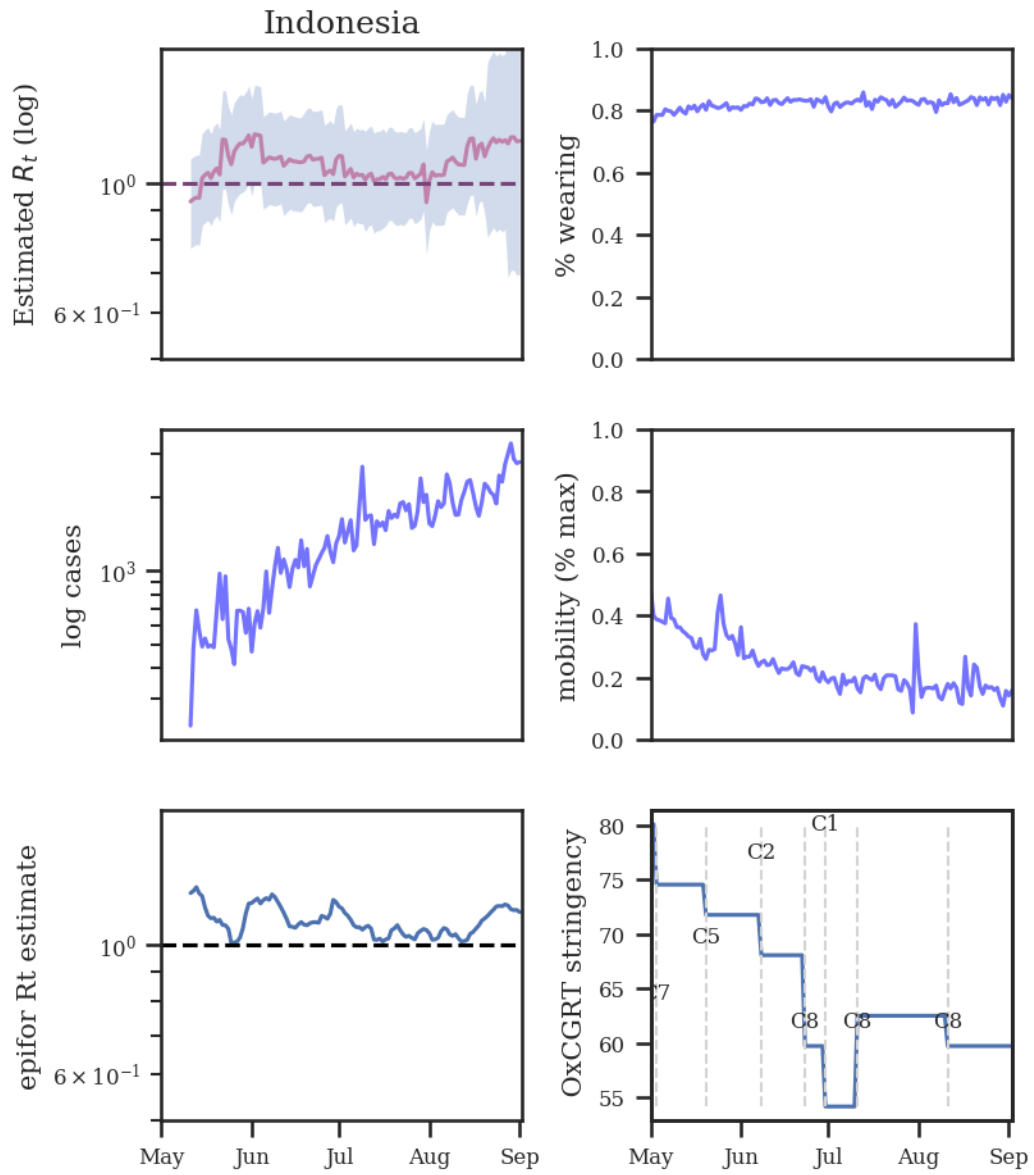 Indonesia
Estimated R_t (log)
10^0
6 × 10^-1
% wearing
1.0
0.8
0.6
0.4
0.2
0.0
log cases
10^3
mobility (% max)
1.0
0.8
0.6
0.4
0.2
0.0
epifor Rt estimate
10^0
6 × 10^-1
May Jun Jul Aug Sep
OxCGRT stringency
80
75
70
65
60
55
C1
C2
C5
C7
C8 C8 C8
May Jun Jul Aug Sep